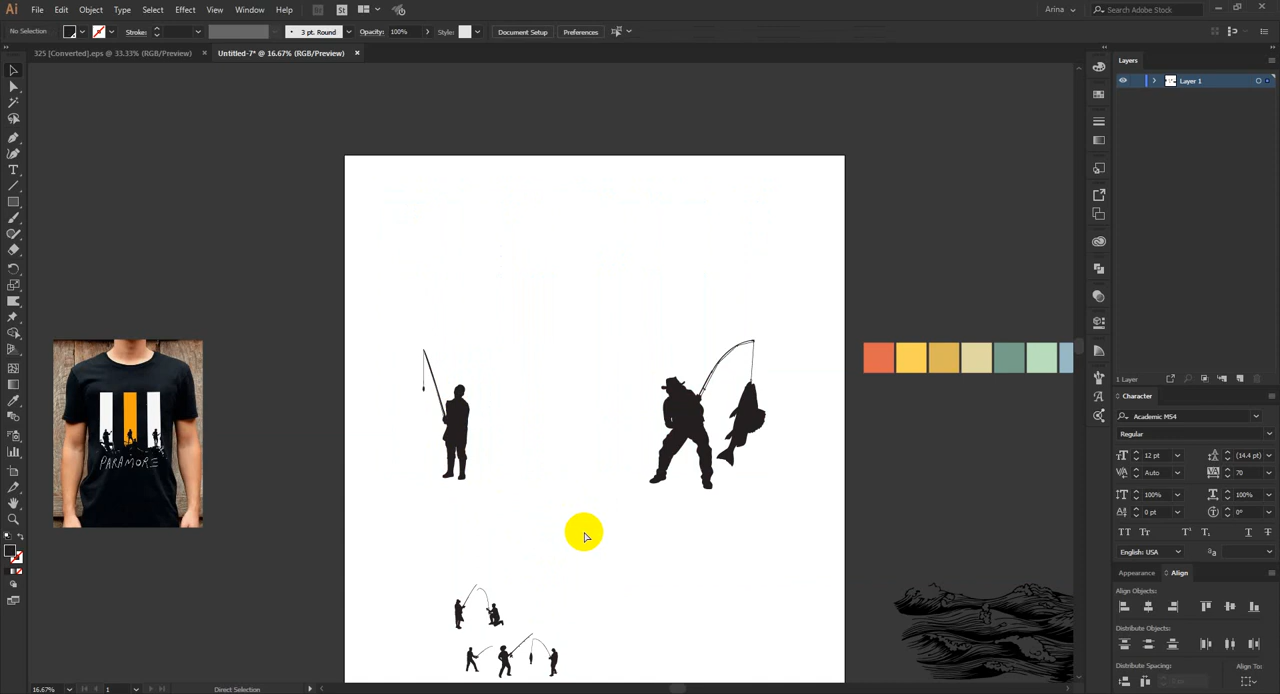 Ai File Edit Object Type Select Effect View Window Help Br St Arina Search Adobe Stock
No Selection Stroke: 3 pt. Round Opacity: 100% Style: Document Setup Preferences
325 [Converted].eps @ 33.33% (RGB/Preview) × Untitled-7* @ 16.67% (RGB/Preview) ×
Layers
Layer 1
PARAMORE
1 Layer
Character
Academic M54
Regular
12 pt (14.4 pt)
Auto 70
100% 100%
0 pt 0°
English: USA
Appearance Align
Align Objects:
Distribute Objects:
Distribute Spacing: Align To:
16.67% 1 Direct Selection